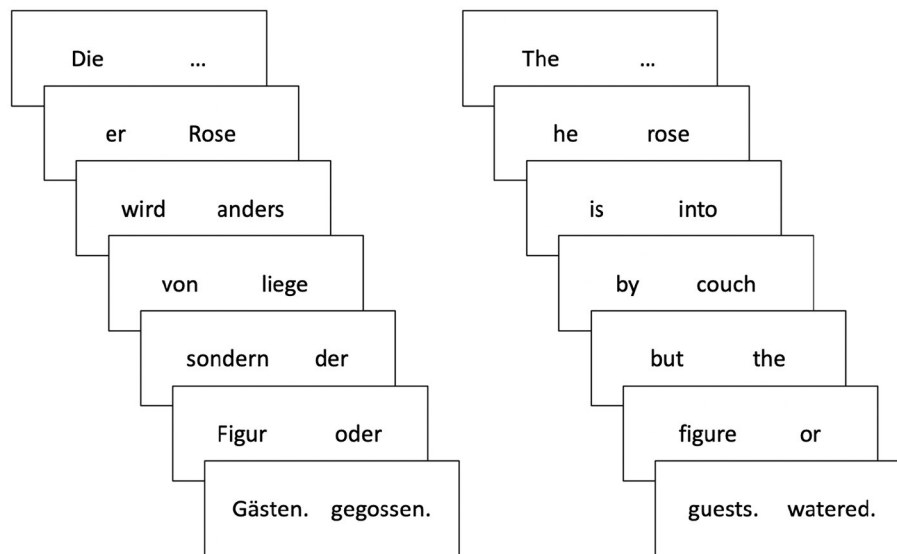 Die ...
er Rose
wird anders
von liege
sondern der
Figur oder
Gästen. gegossen.
The ...
he rose
is into
by couch
but the
figure or
guests. watered.